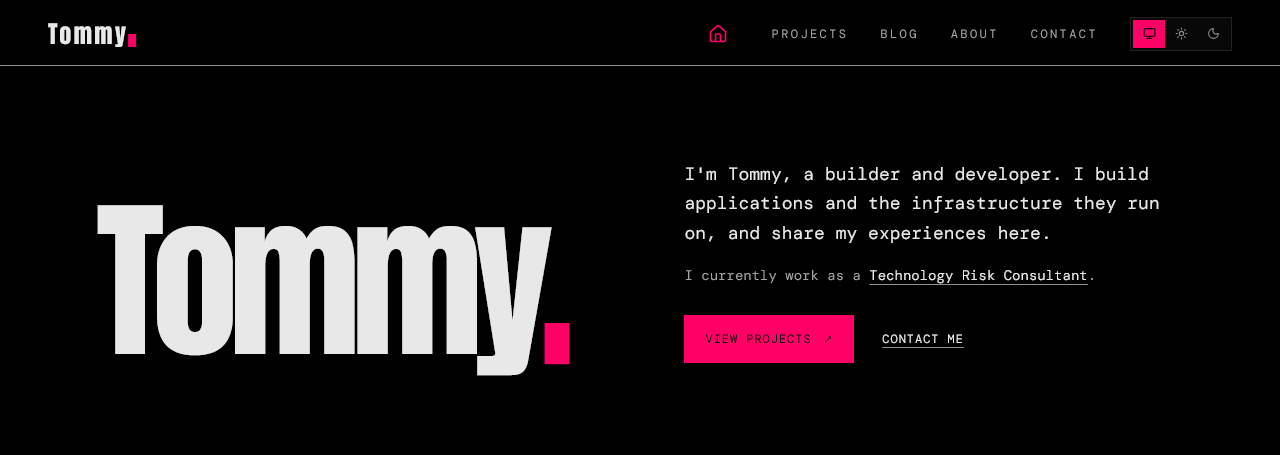 Tommy.
PROJECTS BLOG ABOUT CONTACT
Tommy.
I'm Tommy, a builder and developer. I build
applications and the infrastructure they run
on, and share my experiences here.
I currently work as a Technology Risk Consultant.
VIEW PROJECTS ↗ CONTACT ME